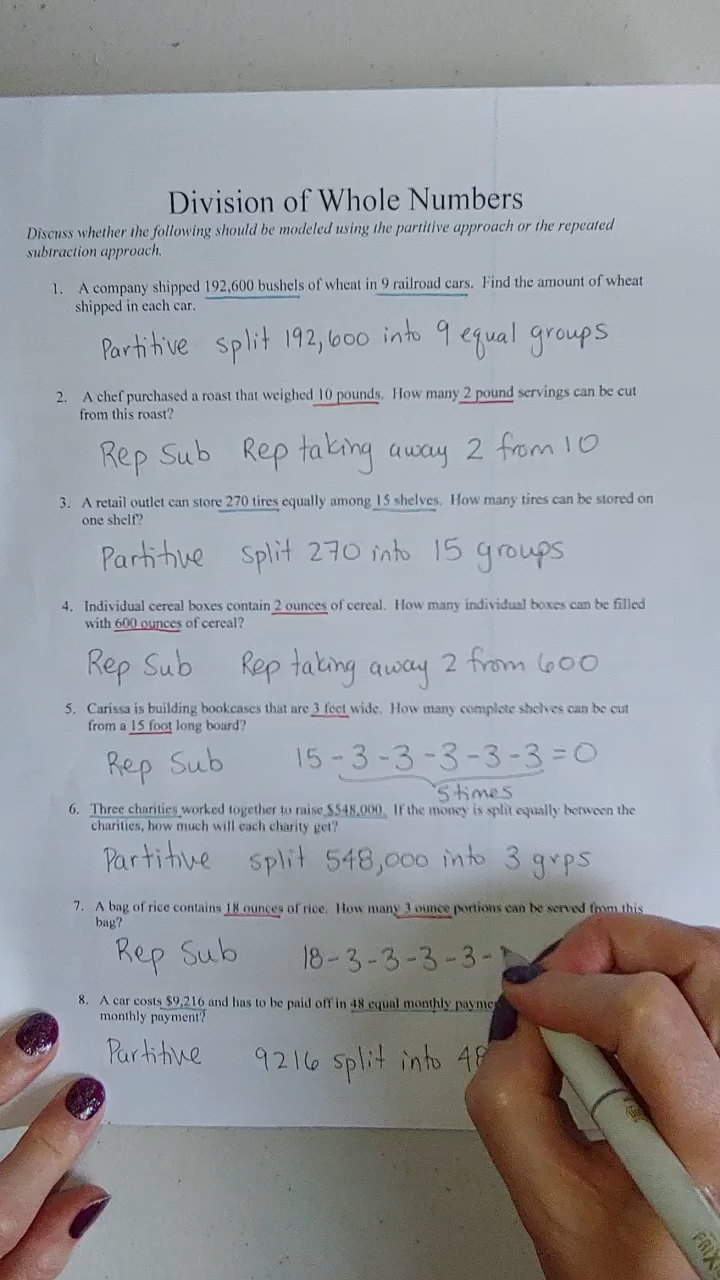 Division of Whole Numbers
Discuss whether the following should be modeled using the partitive approach or the repeated
subtraction approach.
1. A company shipped 192,600 bushels of wheat in 9 railroad cars. Find the amount of wheat
shipped in each car.
Partitive split 192,600 into 9 equal groups
2. A chef purchased a roast that weighed 10 pounds. How many 2 pound servings can be cut
from this roast?
Rep Sub Rep taking away 2 from 10
3. A retail outlet can store 270 tires equally among 15 shelves. How many tires can be stored on
one shelf?
Partitive split 270 into 15 groups
4. Individual cereal boxes contain 2 ounces of cereal. How many individual boxes can be filled
with 600 ounces of cereal?
Rep Sub Rep taking away 2 from 600
5. Carissa is building bookcases that are 3 feet wide. How many complete shelves can be cut
from a 15 foot long board?
Rep Sub 15-3-3-3-3-3=0
5 times
6. Three charities worked together to raise $548,000. If the money is split equally between the
charities, how much will each charity get?
Partitive split 548,000 into 3 grps
7. A bag of rice contains 18 ounces of rice. How many 3 ounce portions can be served from this
bag?
Rep Sub 18-3-3-3-3-
8. A car costs $9,216 and has to be paid off in 48 equal monthly
monthly payment?
Partitive 9216 split into 48